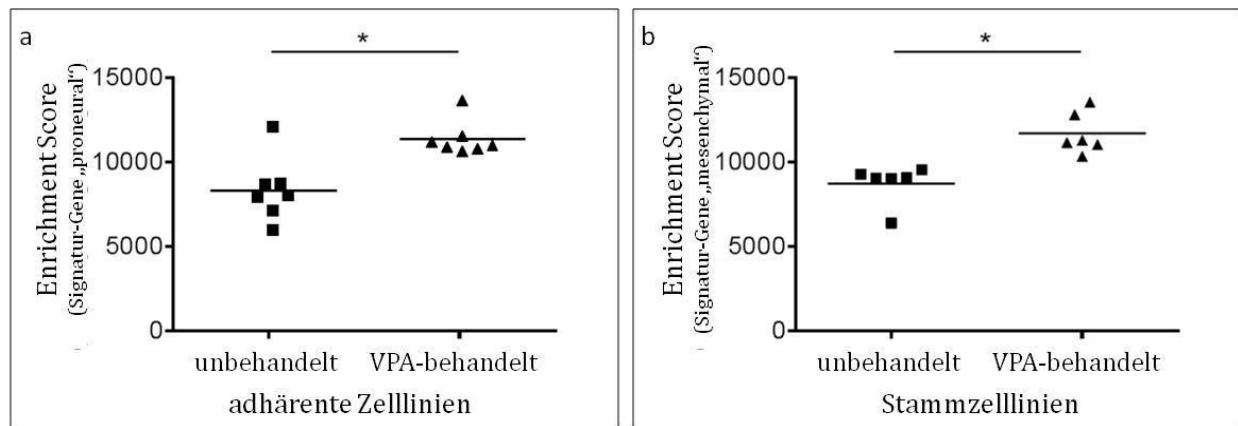 a
*
Enrichment Score
(Signatur-Gene „proneural“)
15000
10000
5000
0
unbehandelt VPA-behandelt
adhärente Zelllinien
b
*
Enrichment Score
(Signatur-Gene „mesenchymal“)
15000
10000
5000
0
unbehandelt VPA-behandelt
Stammzelllinien